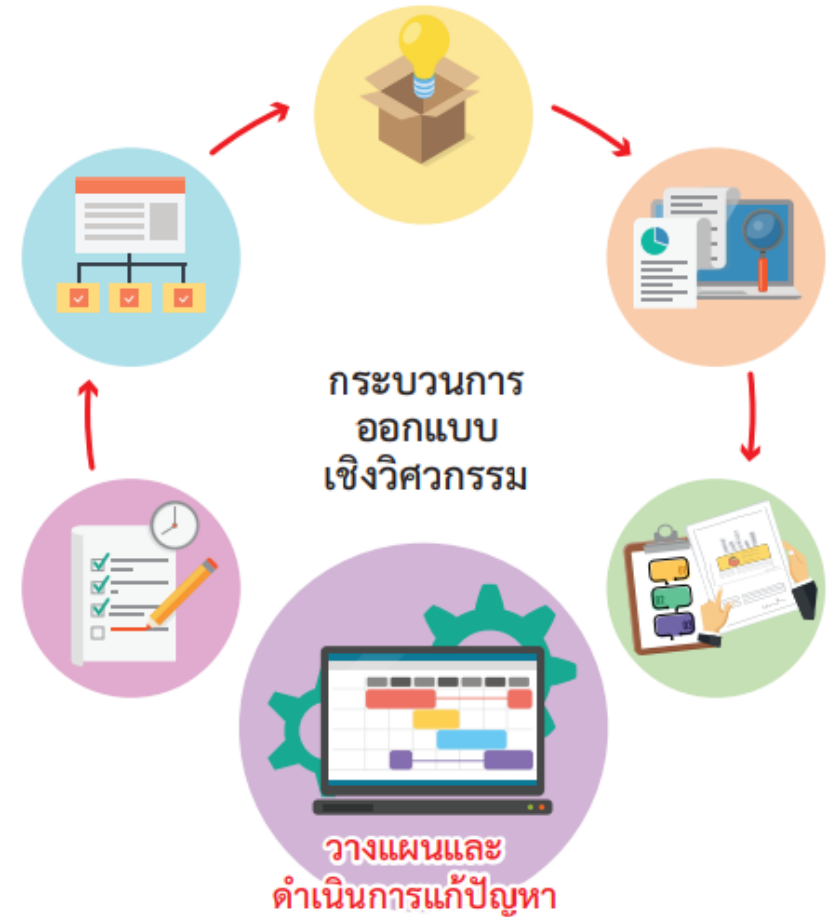 กระบวนการ
ออกแบบ
เชิงวิศวกรรม
วางแผนและ
ดำเนินการแก้ปัญหา